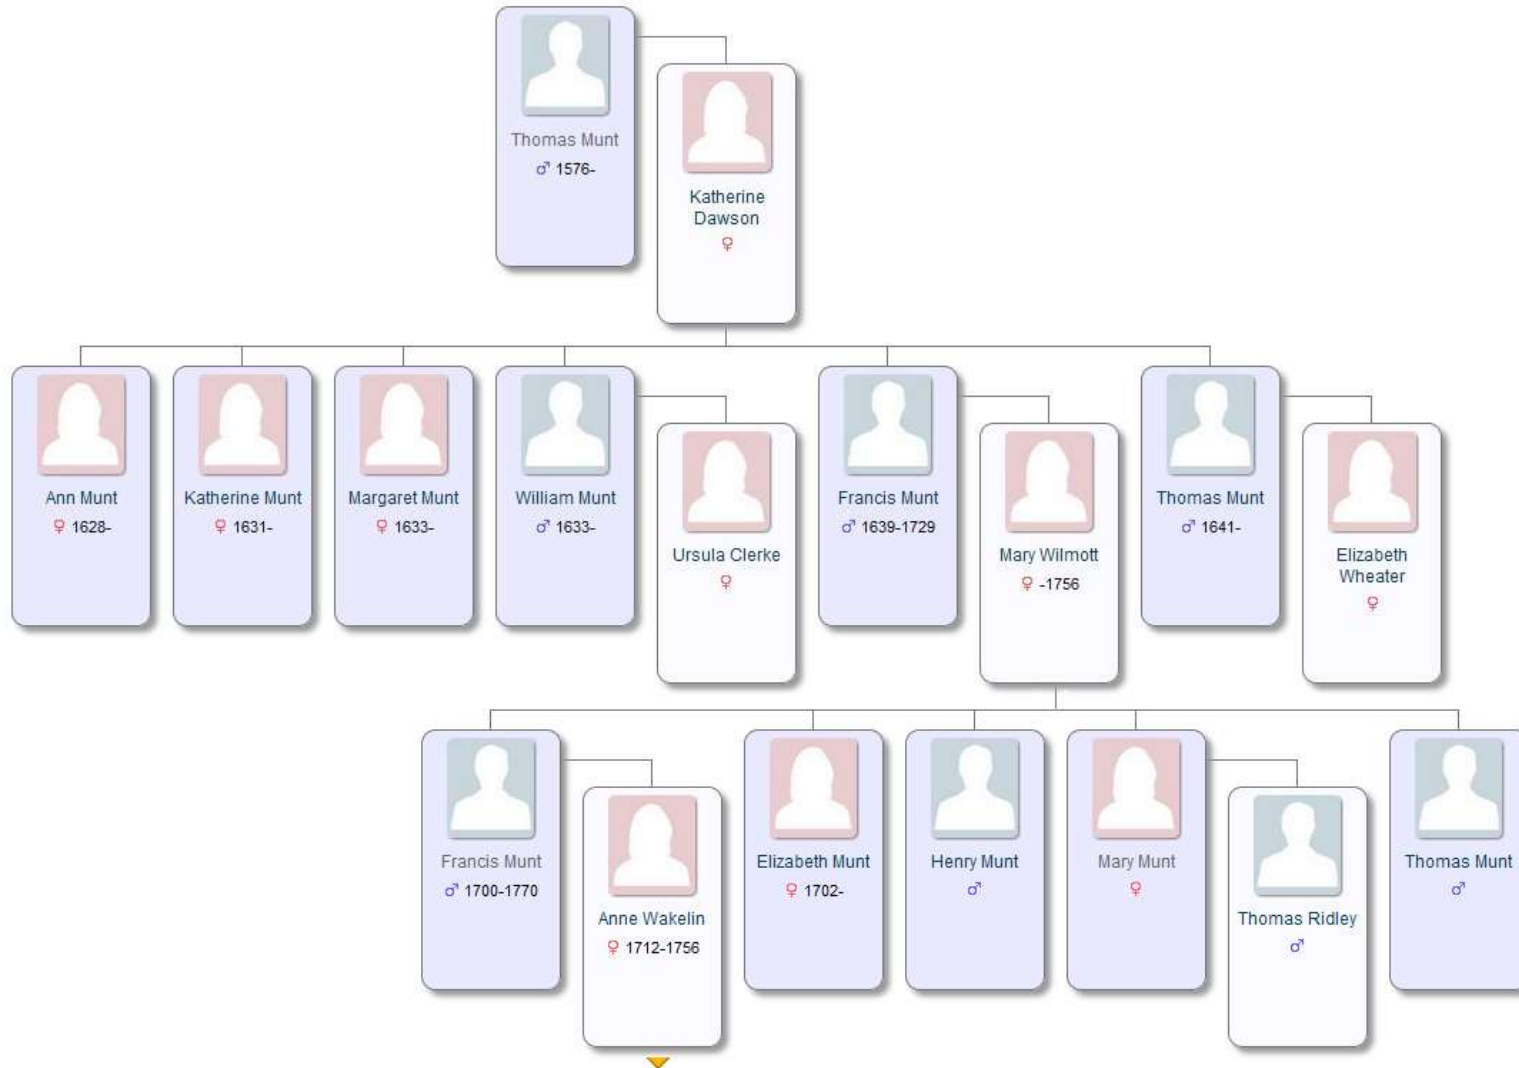 Thomas Munt
♂ 1576-
Katherine
Dawson
♀
Ann Munt
♀ 1628-
Katherine Munt
♀ 1631-
Margaret Munt
♀ 1633-
William Munt
♂ 1633-
Ursula Clerke
♀
Francis Munt
♂ 1639-1729
Mary Wilmott
♀ -1756
Thomas Munt
♂ 1641-
Elizabeth
Wheater
♀
Francis Munt
♂ 1700-1770
Anne Wakelin
♀ 1712-1756
Elizabeth Munt
♀ 1702-
Henry Munt
♂
Mary Munt
♀
Thomas Ridley
♂
Thomas Munt
♂